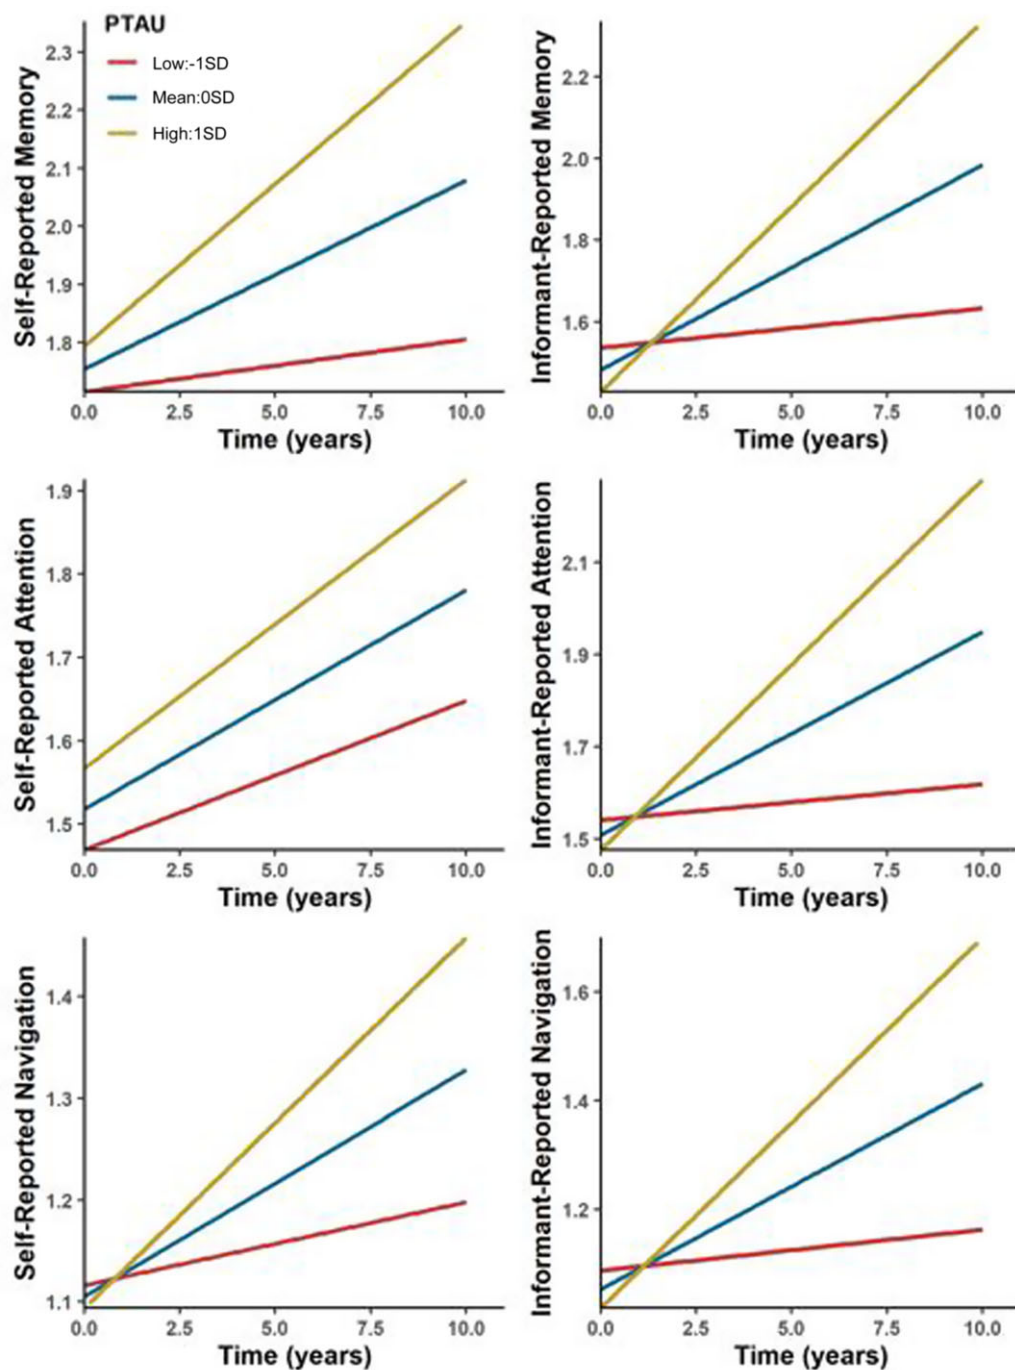 PTAU
Low:-1SD
Mean:0SD
High:1SD
Self-Reported Memory
2.3
2.2
2.1
2.0
1.9
1.8
0.0 2.5 5.0 7.5 10.0
Time (years)
Informant-Reported Memory
2.2
2.0
1.8
1.6
0.0 2.5 5.0 7.5 10.0
Time (years)
Self-Reported Attention
1.9
1.8
1.7
1.6
1.5
0.0 2.5 5.0 7.5 10.0
Time (years)
Informant-Reported Attention
2.1
1.9
1.7
1.5
0.0 2.5 5.0 7.5 10.0
Time (years)
Self-Reported Navigation
1.4
1.3
1.2
1.1
0.0 2.5 5.0 7.5 10.0
Time (years)
Informant-Reported Navigation
1.6
1.4
1.2
0.0 2.5 5.0 7.5 10.0
Time (years)